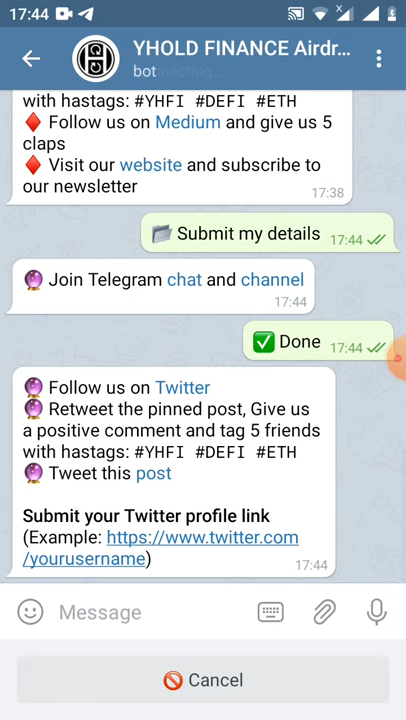 17:44
YHOLD FINANCE Airdr...
bot
with hastags: #YHFI #DEFI #ETH
Follow us on Medium and give us 5
claps
Visit our website and subscribe to
our newsletter
17:38
Submit my details
17:44
Join Telegram chat and channel
17:44
Done
17:44
Follow us on Twitter
Retweet the pinned post, Give us
a positive comment and tag 5 friends
with hastags: #YHFI #DEFI #ETH
Tweet this post
Submit your Twitter profile link
(Example: https://www.twitter.com
/yourusername)
17:44
Message
Cancel